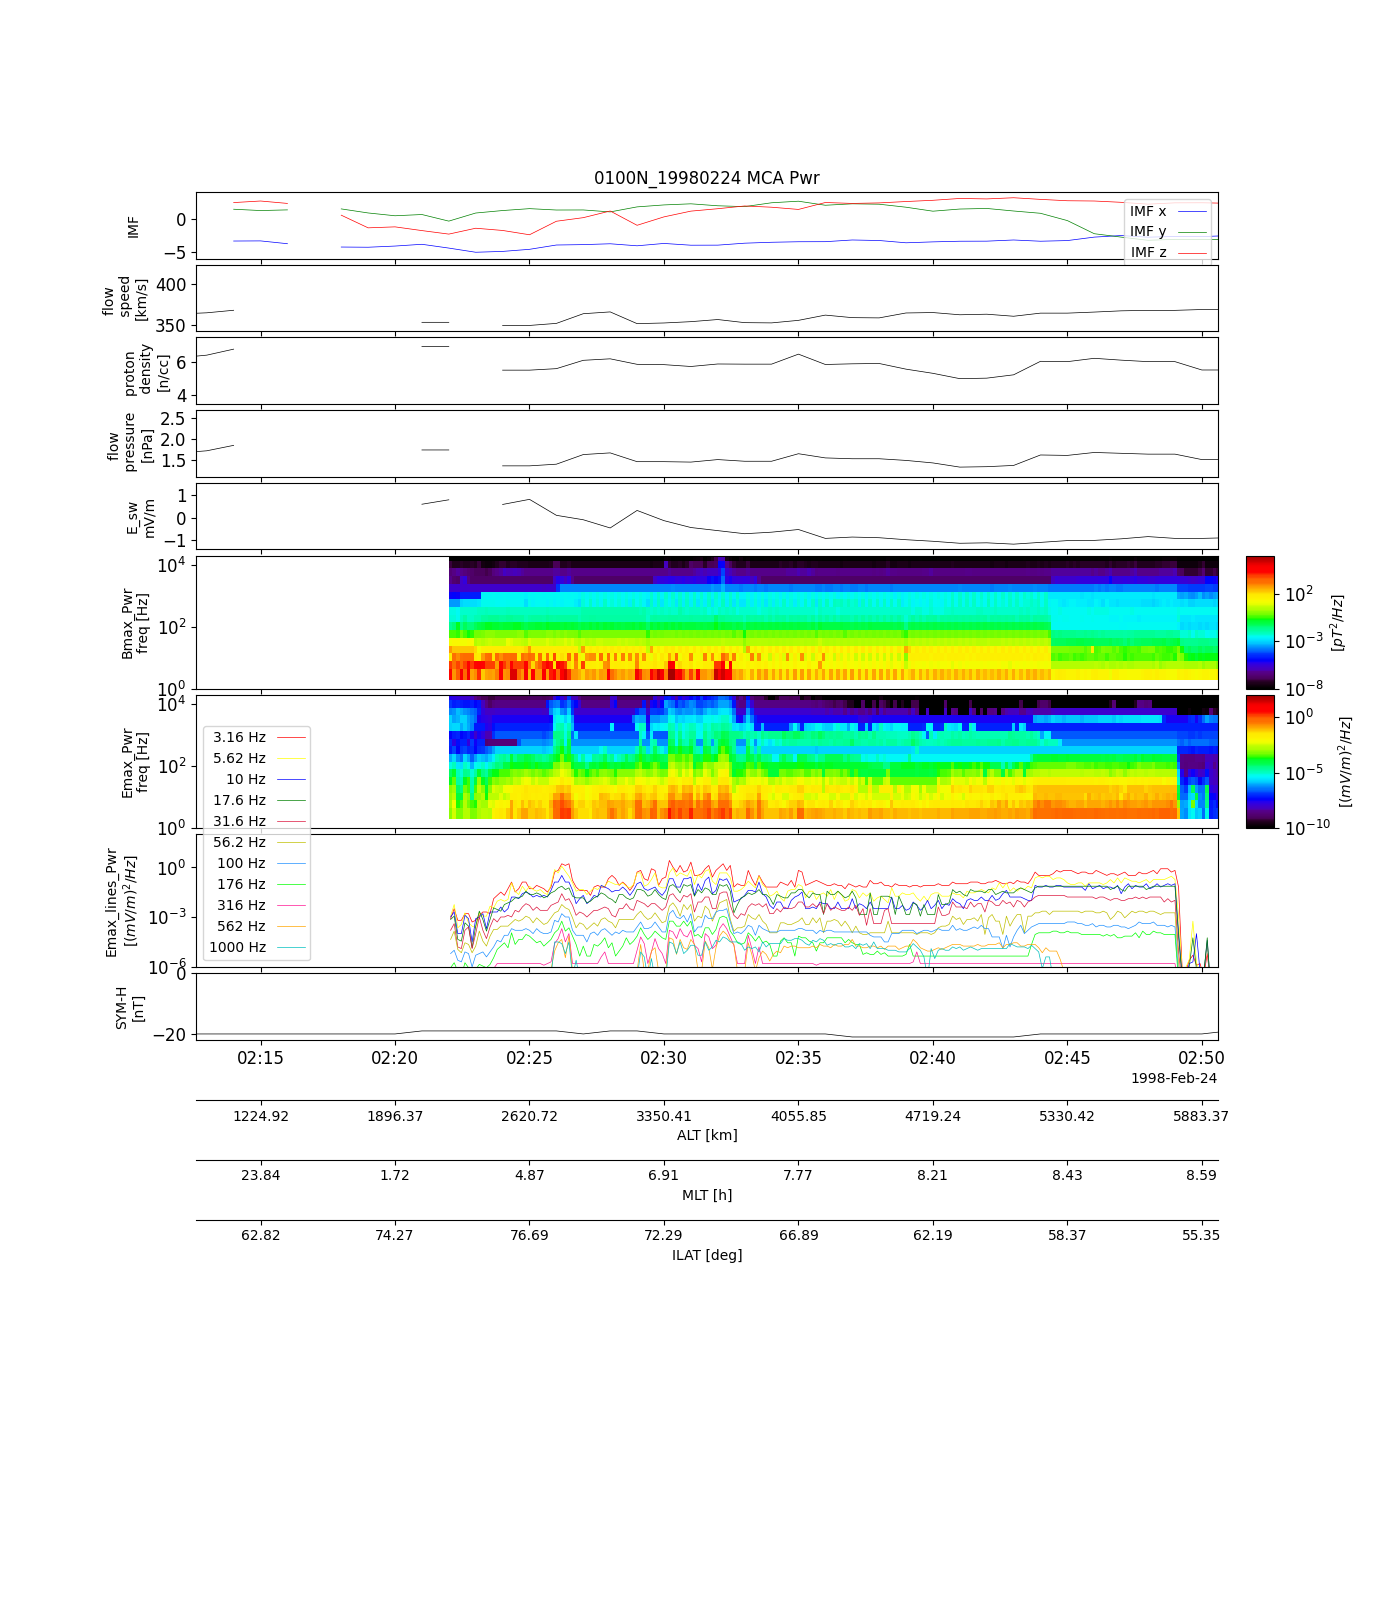 0100N_19980224 MCA Pwr
IMF
0
−5
IMF x
IMF y
IMF z
flow
speed
[km/s]
400
350
proton
density
[n/cc]
6
4
flow
pressure
[nPa]
2.5
2.0
1.5
E_sw
mV/m
1
0
−1
Bmax_Pwr
freq [Hz]
10^4
10^2
10^0
10^2
10^−3
10^−8
[pT^2/Hz]
Emax_Pwr
freq [Hz]
10^4
10^2
10^0
10^0
10^−5
10^−10
[(mV/m)^2/Hz]
3.16 Hz
5.62 Hz
10 Hz
17.6 Hz
31.6 Hz
56.2 Hz
100 Hz
176 Hz
316 Hz
562 Hz
1000 Hz
Emax_lines_Pwr
[(mV/m)^2/Hz]
10^0
10^−3
10^−6
SYM-H
[nT]
0
−20
02:15 02:20 02:25 02:30 02:35 02:40 02:45 02:50
1998-Feb-24
1224.92 1896.37 2620.72 3350.41 4055.85 4719.24 5330.42 5883.37
ALT [km]
23.84 1.72 4.87 6.91 7.77 8.21 8.43 8.59
MLT [h]
62.82 74.27 76.69 72.29 66.89 62.19 58.37 55.35
ILAT [deg]